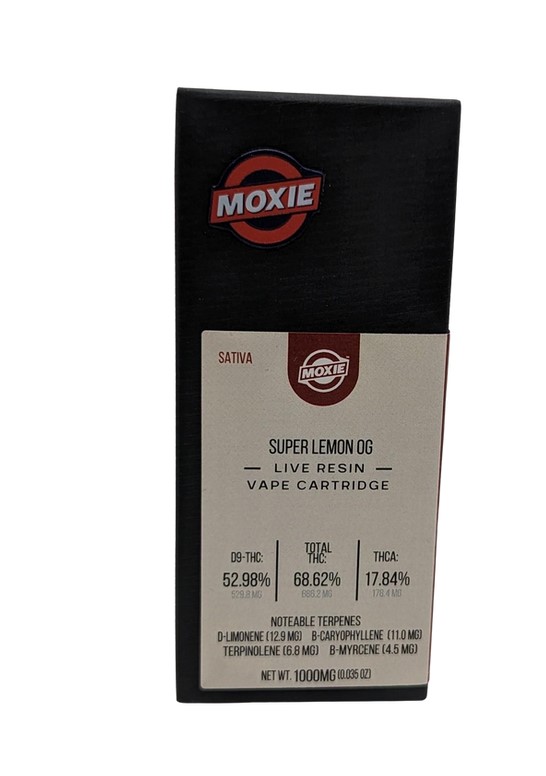 MOXIE
SATIVA
MOXIE
SUPER LEMON OG
— LIVE RESIN —
VAPE CARTRIDGE
D9-THC: TOTAL THC: THCA:
52.98% 68.62% 17.84%
529.8 MG 686.2 MG 178.4 MG
NOTEABLE TERPENES
D-LIMONENE (12.9 MG) B-CARYOPHYLLENE (11.0 MG)
TERPINOLENE (6.8 MG) B-MYRCENE (4.5 MG)
NET WT. 1000MG (0.035 OZ)